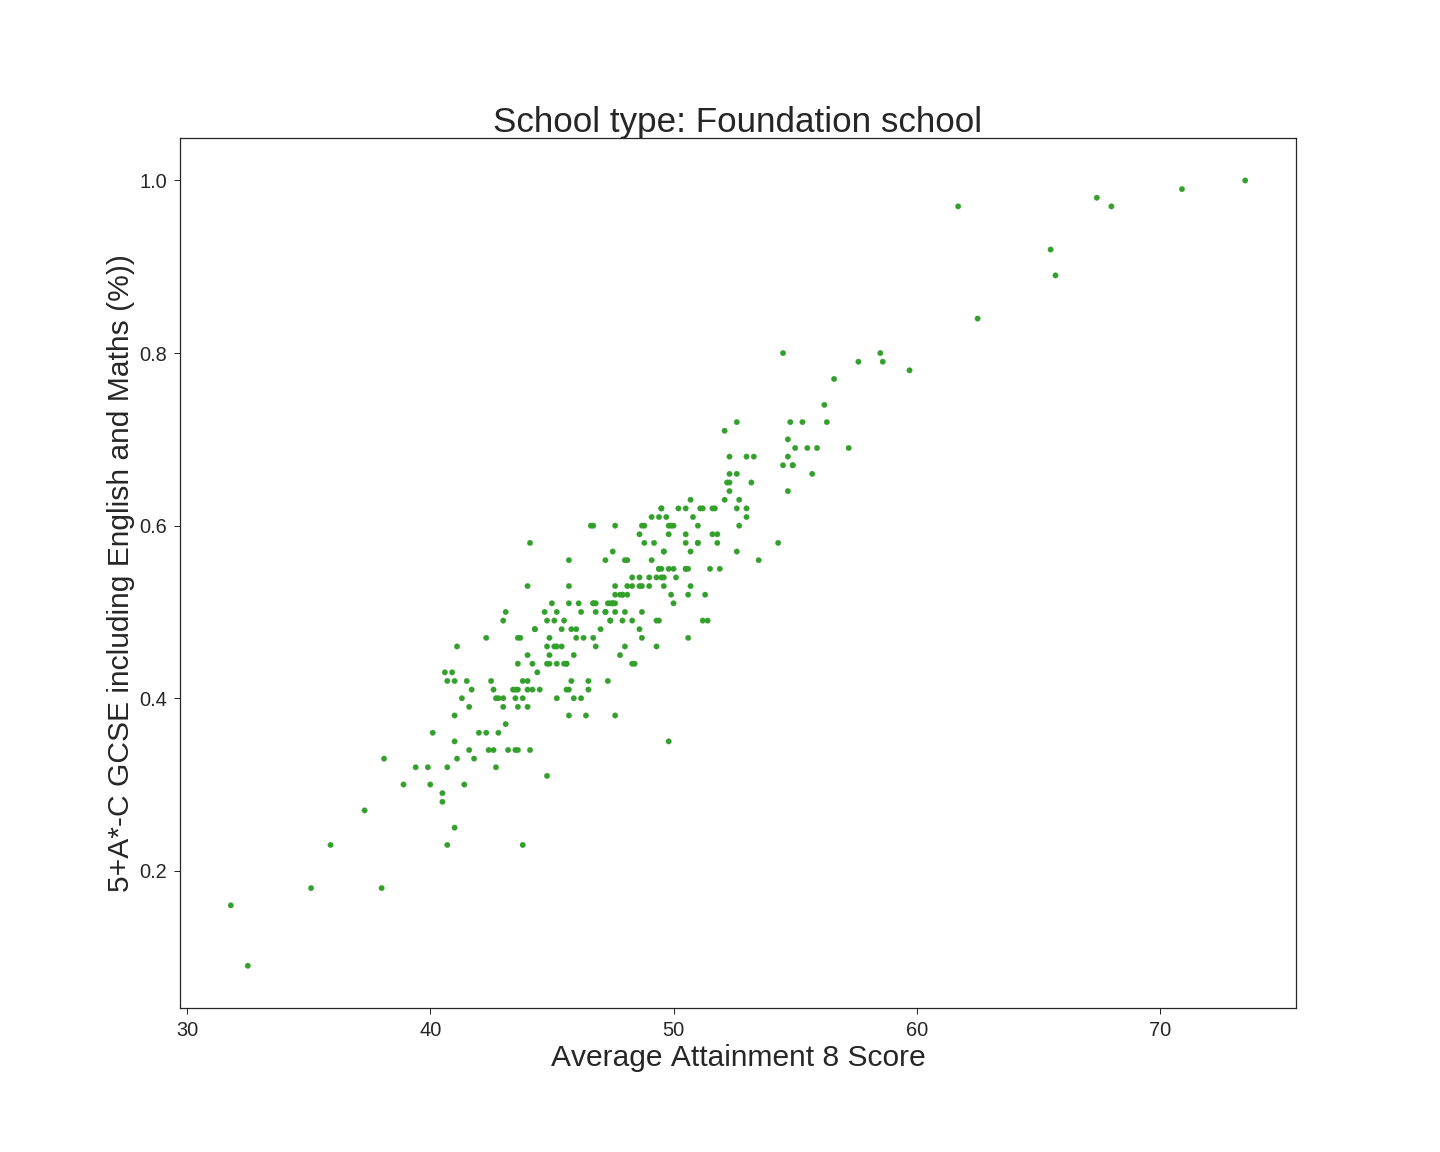 School type: Foundation school
5+A*-C GCSE including English and Maths (%))
1.0
0.8
0.6
0.4
0.2
30 40 50 60 70
Average Attainment 8 Score